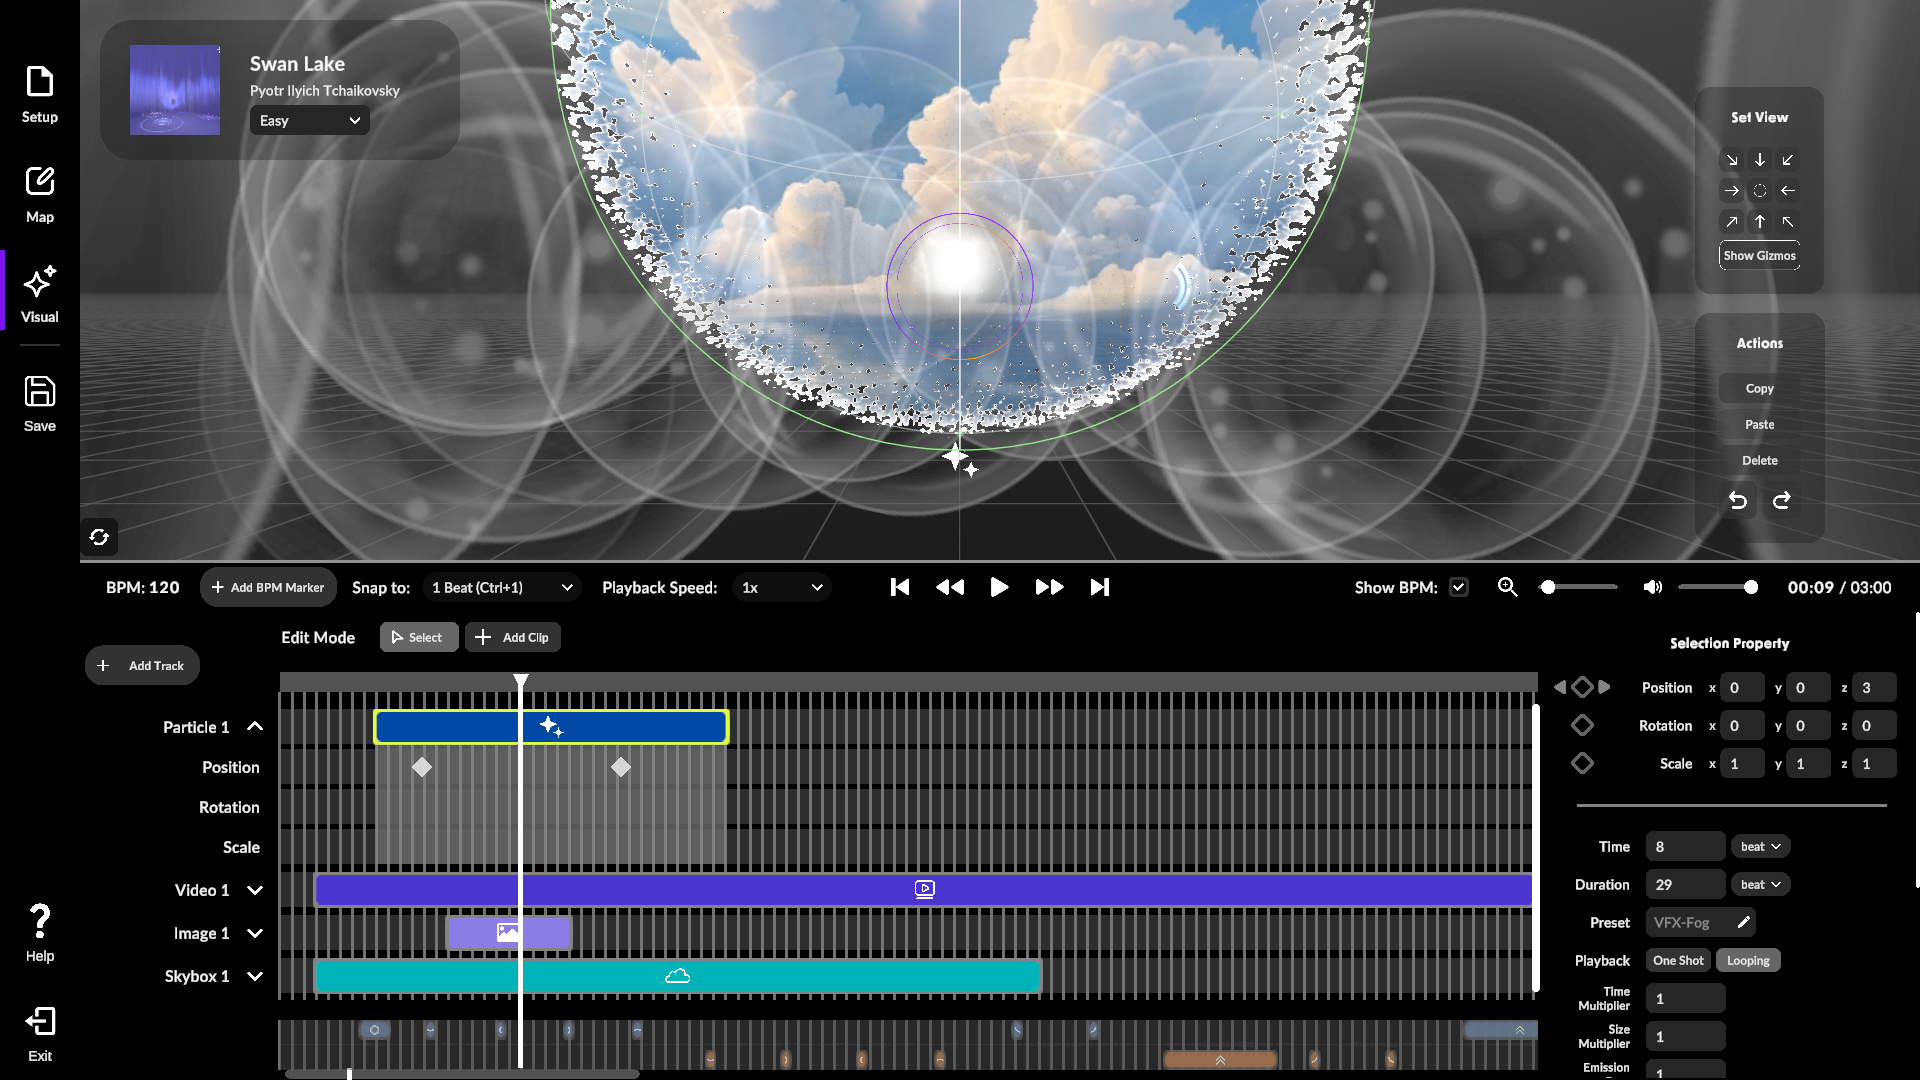 Setup
Map
Visual
Save
Help
Exit
Swan Lake
Pyotr Ilyich Tchaikovsky
Easy
Set View
Show Gizmos
Actions
Copy
Paste
Delete
BPM: 120
Add BPM Marker
Snap to:
1 Beat (Ctrl+1)
Playback Speed:
1x
Show BPM:
00:09 / 03:00
Edit Mode
Select
Add Clip
Add Track
Particle 1
Position
Rotation
Scale
Video 1
Image 1
Skybox 1
Selection Property
Position x 0 y 0 z 3
Rotation x 0 y 0 z 0
Scale x 1 y 1 z 1
Time 8 beat
Duration 29 beat
Preset VFX-Fog
Playback One Shot Looping
Time
Multiplier 1
Size
Multiplier 1
Emission 1